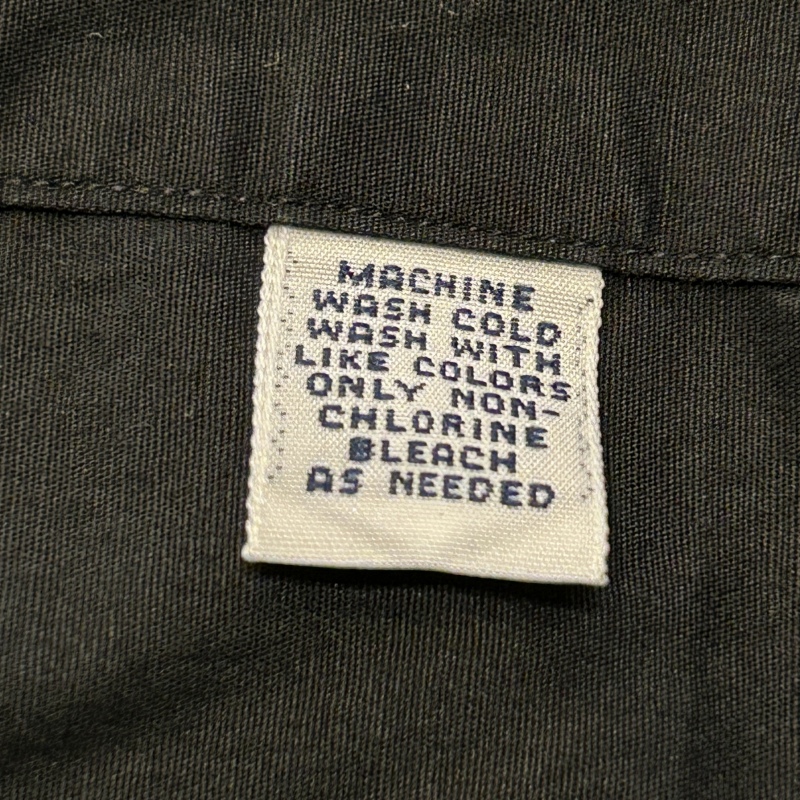 MACHINE
WASH COLD
WASH WITH
LIKE COLORS
ONLY NON-
CHLORINE
BLEACH
AS NEEDED